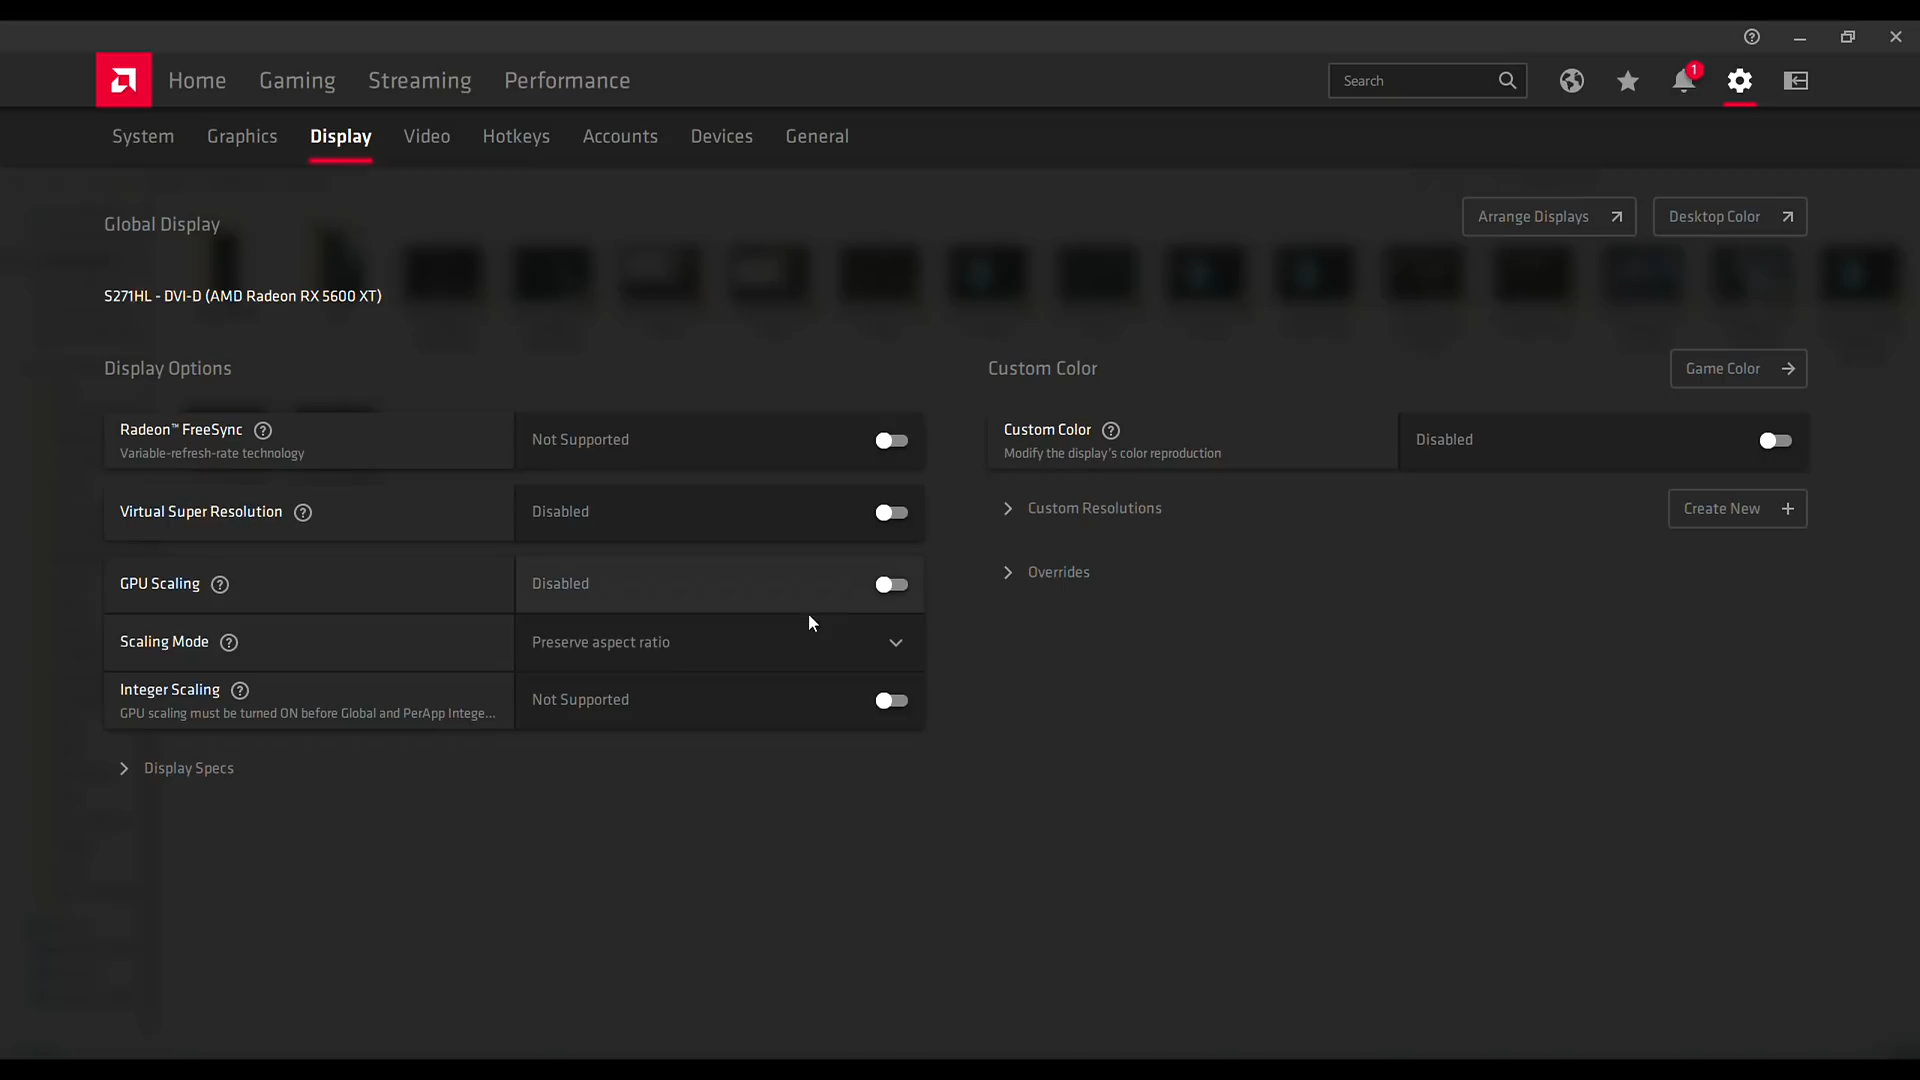 Home Gaming Streaming Performance
Search
1
System Graphics Display Video Hotkeys Accounts Devices General
Global Display
Arrange Displays
Desktop Color
S271HL - DVI-D (AMD Radeon RX 5600 XT)
Display Options
Radeon™ FreeSync
Variable-refresh-rate technology
Not Supported
Virtual Super Resolution
Disabled
GPU Scaling
Disabled
Scaling Mode
Preserve aspect ratio
Integer Scaling
GPU scaling must be turned ON before Global and PerApp Intege...
Not Supported
Display Specs
Custom Color
Game Color
Custom Color
Modify the display's color reproduction
Disabled
Custom Resolutions
Create New
Overrides